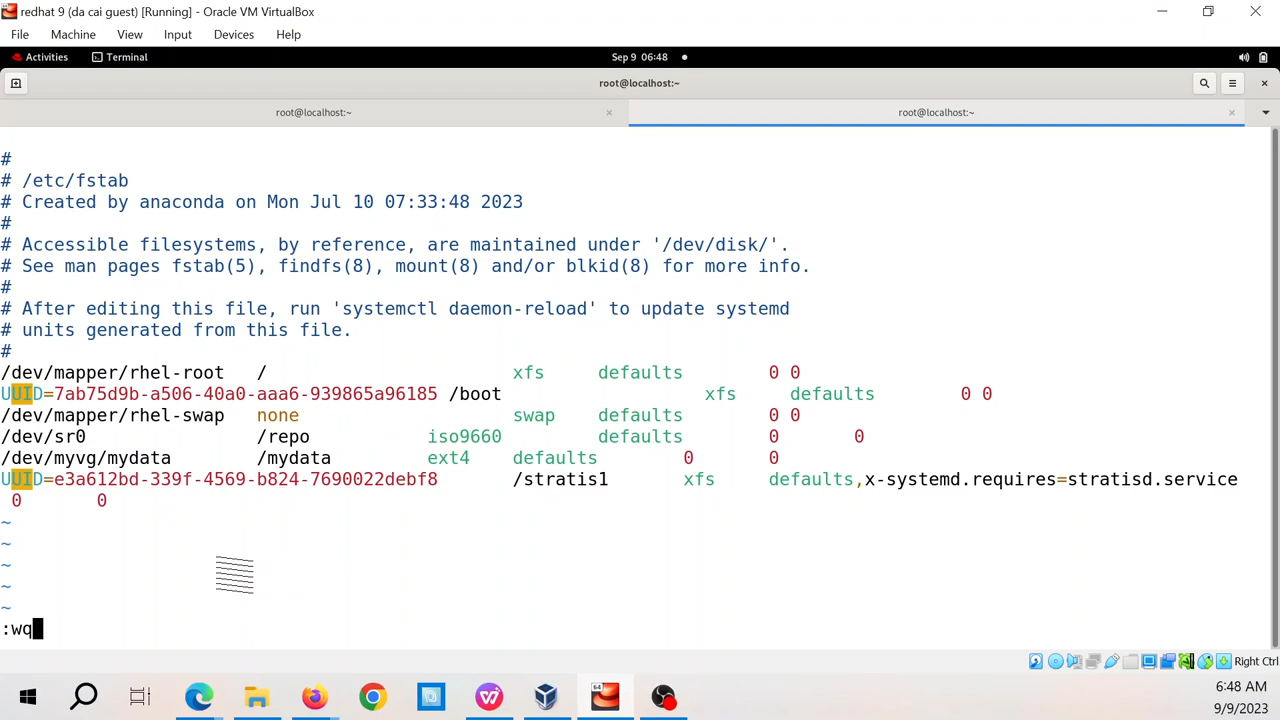 redhat 9 (da cai guest) [Running] - Oracle VM VirtualBox
File Machine View Input Devices Help
Activities Terminal Sep 9 06:48
root@localhost:~
root@localhost:~ root@localhost:~
#
# /etc/fstab
# Created by anaconda on Mon Jul 10 07:33:48 2023
#
# Accessible filesystems, by reference, are maintained under '/dev/disk/'.
# See man pages fstab(5), findfs(8), mount(8) and/or blkid(8) for more info.
#
# After editing this file, run 'systemctl daemon-reload' to update systemd
# units generated from this file.
#
/dev/mapper/rhel-root / xfs defaults 0 0
UUID=7ab75d9b-a506-40a0-aaa6-939865a96185 /boot xfs defaults 0 0
/dev/mapper/rhel-swap none swap defaults 0 0
/dev/sr0 /repo iso9660 defaults 0 0
/dev/myvg/mydata /mydata ext4 defaults 0 0
UUID=e3a612bd-339f-4569-b824-7690022debf8 /stratis1 xfs defaults,x-systemd.requires=stratisd.service
0 0
~
~
~
~
~
:wq
Right Ctrl
6:48 AM
9/9/2023